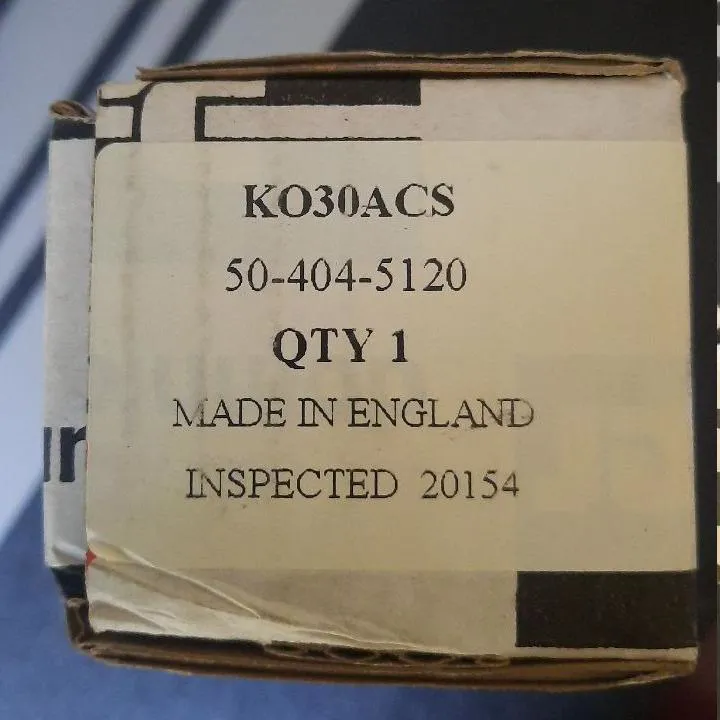 KO30ACS
50-404-5120
QTY 1
MADE IN ENGLAND
INSPECTED 20154